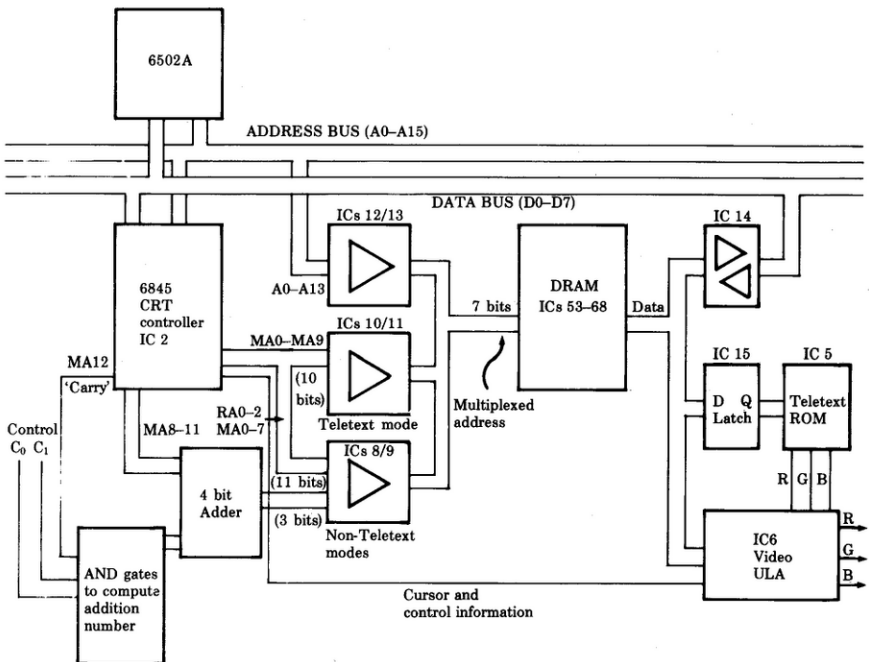 6502A
ADDRESS BUS (A0–A15)
DATA BUS (D0–D7)
ICs 12/13
IC 14
6845
CRT
controller
IC 2
A0–A13
DRAM
ICs 53–68
7 bits
Data
MA0–MA9
ICs 10/11
MA12
'Carry'
(10
bits)
Teletext mode
RA0–2
MA0–7
Multiplexed
address
IC 15
IC 5
D Q
Latch
Teletext
ROM
Control
C₀ C₁
MA8–11
ICs 8/9
4 bit
Adder
(11 bits)
(3 bits)
Non-Teletext
modes
R
G
B
IC6
Video
ULA
R
G
B
AND gates
to compute
addition
number
Cursor and
control information